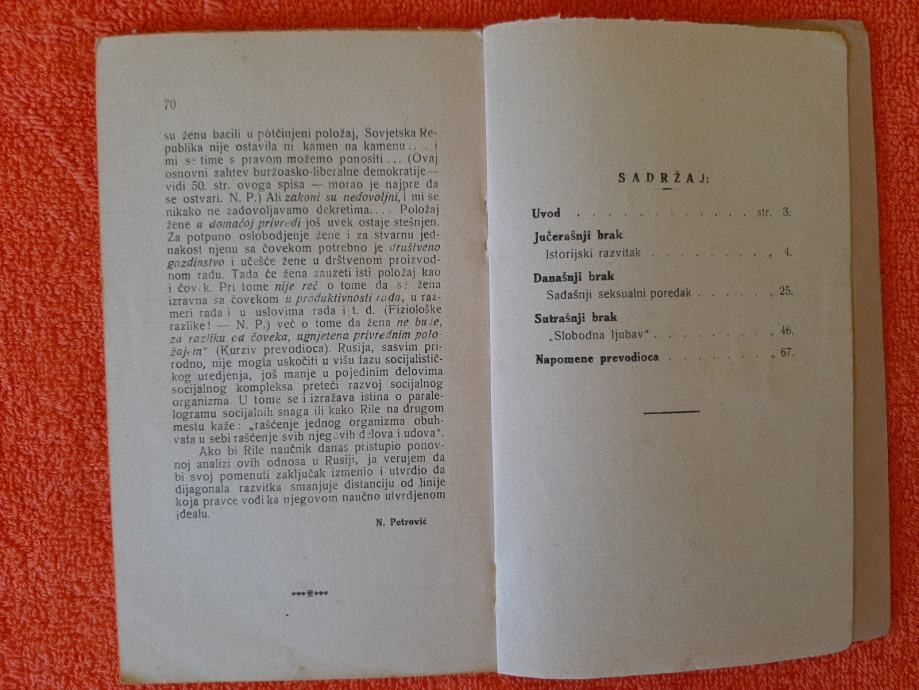 70
su ženu bacili u potčinjeni položaj, Sovjetska Re-
publika nije ostavila ni kamen na kamenu.... i
mi se time s pravom možemo ponositi... (Ovaj
osnovni zahtev buržoasko-liberalne demokratije—
vidi 50. str. ovoga spisa — morao je najpre da
se ostvari. N. P.) Ali zakoni su nedovoljni, i mi se
nikako ne zadovoljavamo dekretima.... Položaj
žene u domaćoj privredi još uvek ostaje stešnjen.
Za potpuno oslobodjenje žene i za stvarnu jed-
nakost njenu sa čovekom potrebno je društveno
gazdinstvo i učešće žene u drštvenom proizvod-
nom radu. Tada će žena zauzeti isti položaj kao
i čovek. Pri tome nije reč o tome da se žena
izravna sa čovekom u produktivnosti rada, u raz-
meri rada i u uslovima rada i t. d. (Fiziološke
razlike! — N. P.) već o tome da žena ne bude,
za razliku od čoveka, ugnjetena privrednim polo-
žajem" (Kurziv prevodioca). Rusija, sasvim pri-
rodno, nije mogla uskočiti u višu fazu socijalistič-
kog uredjenja, još manje u pojedinim delovima
socijalnog kompleksa preteći razvoj socijalnog
organizma. U tome se i izražava istina o parale-
logramu socijalnih snaga ili kako Rile na drugom
mestu kaže: „rašćenje jednog organizma obuh-
vata u sebi rašćenje svih njegovih delova i udova".
Ako bi Rile naučnik danas pristupio ponov-
noj analizi ovih odnosa u Rusiji, ja verujem da
bi svoj pomenuti zaključak izmenio i utvrdio da
dijagonala razvitka smanjuje distanciju od linije
koja pravce vodi ka njegovom naučno utvrdjenom
idealu.
N. Petrović
SADRŽAJ:
Uvod . . . . . . . . . . . . str. 3.
Jučerašnji brak
Istorijski razvitak . . . . . . . „ 4.
Današnji brak
Sadašnji seksualni poredak . . . . . „ 25.
Sutrašnji brak
„Slobodna ljubav" . . . . . . . „ 46.
Napomene prevodioca . . . . . . . „ 67.